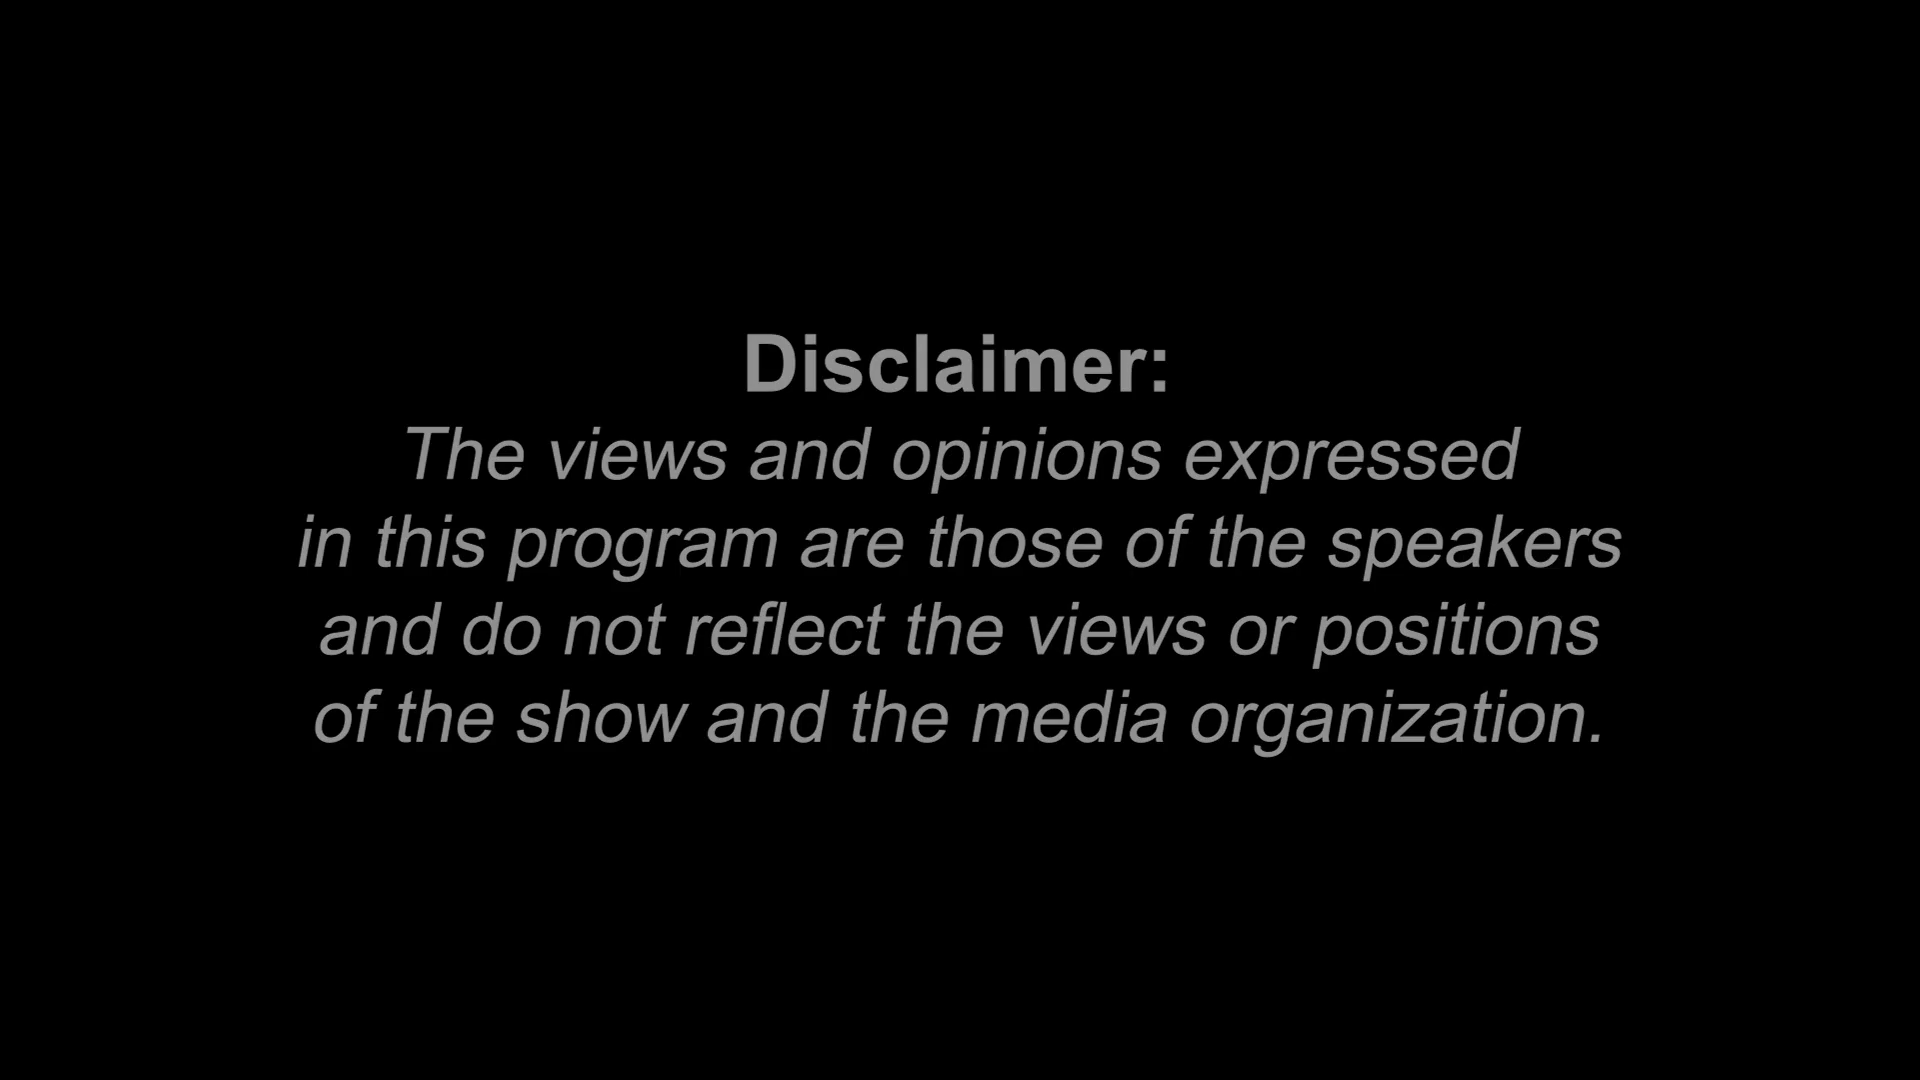 Disclaimer:
The views and opinions expressed
in this program are those of the speakers
and do not reflect the views or positions
of the show and the media organization.